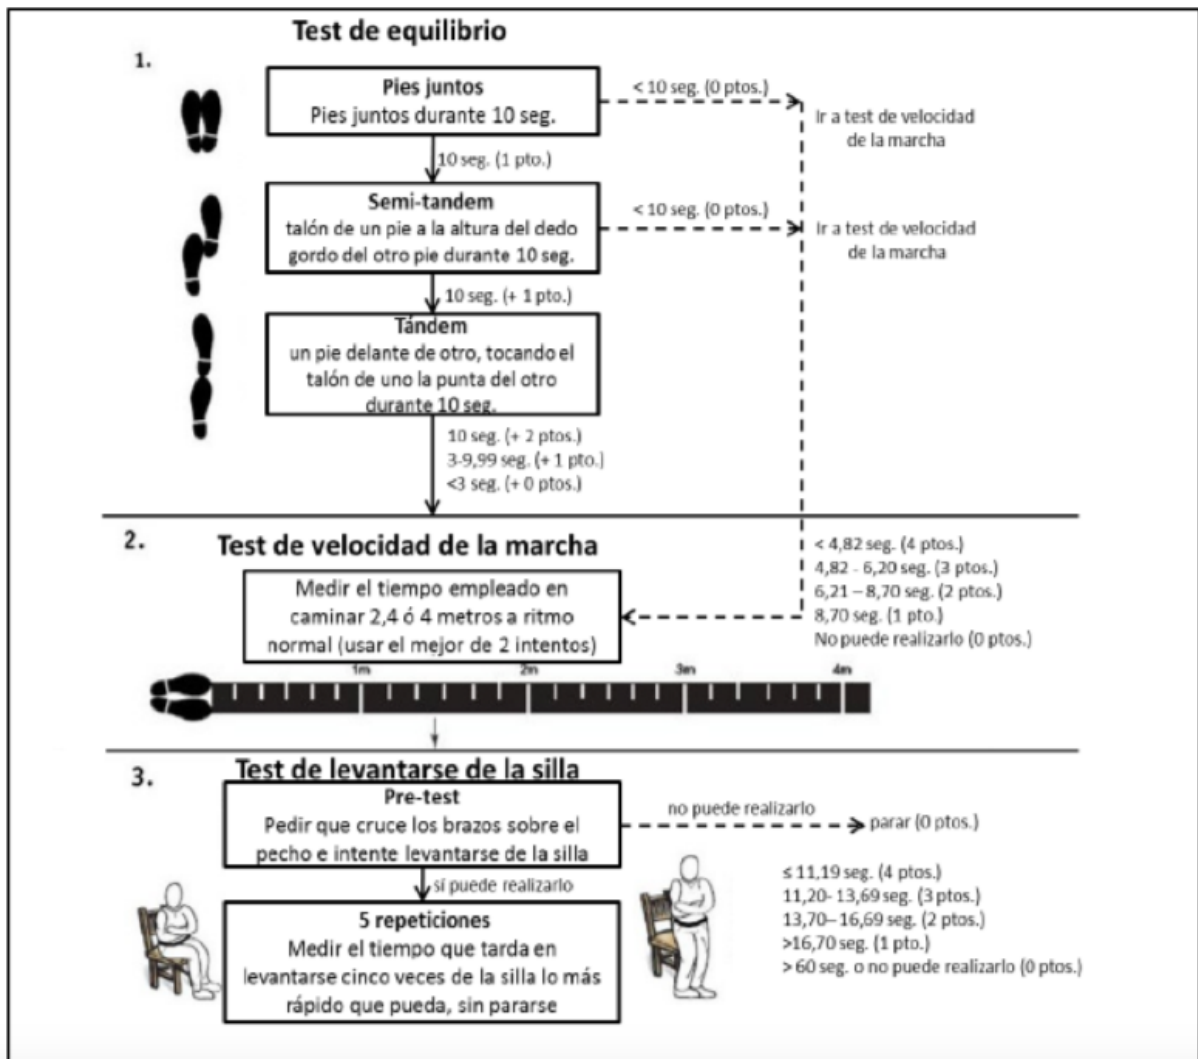 Test de equilibrio
1.
Pies juntos
Pies juntos durante 10 seg.
< 10 seg. (0 ptos.)
Ir a test de velocidad
de la marcha
10 seg. (1 pto.)
Semi-tandem
talón de un pie a la altura del dedo
gordo del otro pie durante 10 seg.
< 10 seg. (0 ptos.)
Ir a test de velocidad
de la marcha
10 seg. (+ 1 pto.)
Tándem
un pie delante de otro, tocando el
talón de uno la punta del otro
durante 10 seg.
10 seg. (+ 2 ptos.)
3-9,99 seg. (+ 1 pto.)
<3 seg. (+ 0 ptos.)
2.
Test de velocidad de la marcha
Medir el tiempo empleado en
caminar 2,4 ó 4 metros a ritmo
normal (usar el mejor de 2 intentos)
< 4,82 seg. (4 ptos.)
4,82 - 6,20 seg. (3 ptos.)
6,21 – 8,70 seg. (2 ptos.)
8,70 seg. (1 pto.)
No puede realizarlo (0 ptos.)
1m 2m 3m 4m
3.
Test de levantarse de la silla
Pre-test
Pedir que cruce los brazos sobre el
pecho e intente levantarse de la silla
no puede realizarlo
parar (0 ptos.)
sí puede realizarlo
5 repeticiones
Medir el tiempo que tarda en
levantarse cinco veces de la silla lo más
rápido que pueda, sin pararse
≤ 11,19 seg. (4 ptos.)
11,20- 13,69 seg. (3 ptos.)
13,70– 16,69 seg. (2 ptos.)
>16,70 seg. (1 pto.)
> 60 seg. o no puede realizarlo (0 ptos.)